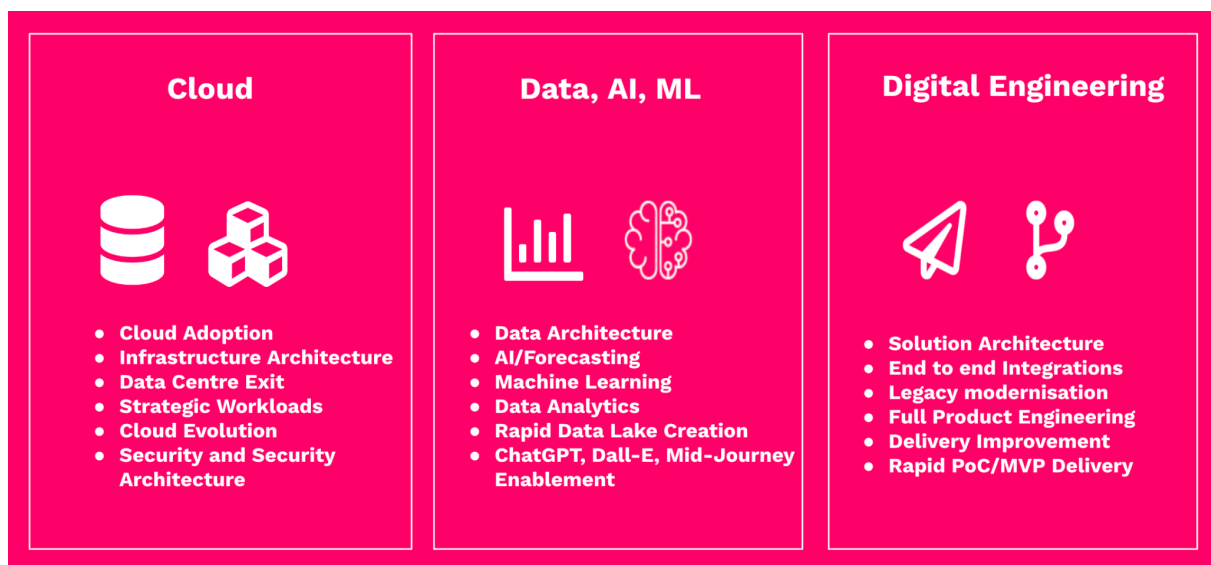 Cloud
● Cloud Adoption
● Infrastructure Architecture
● Data Centre Exit
● Strategic Workloads
● Cloud Evolution
● Security and Security
Architecture
Data, AI, ML
● Data Architecture
● AI/Forecasting
● Machine Learning
● Data Analytics
● Rapid Data Lake Creation
● ChatGPT, Dall-E, Mid-Journey
Enablement
Digital Engineering
● Solution Architecture
● End to end Integrations
● Legacy modernisation
● Full Product Engineering
● Delivery Improvement
● Rapid PoC/MVP Delivery